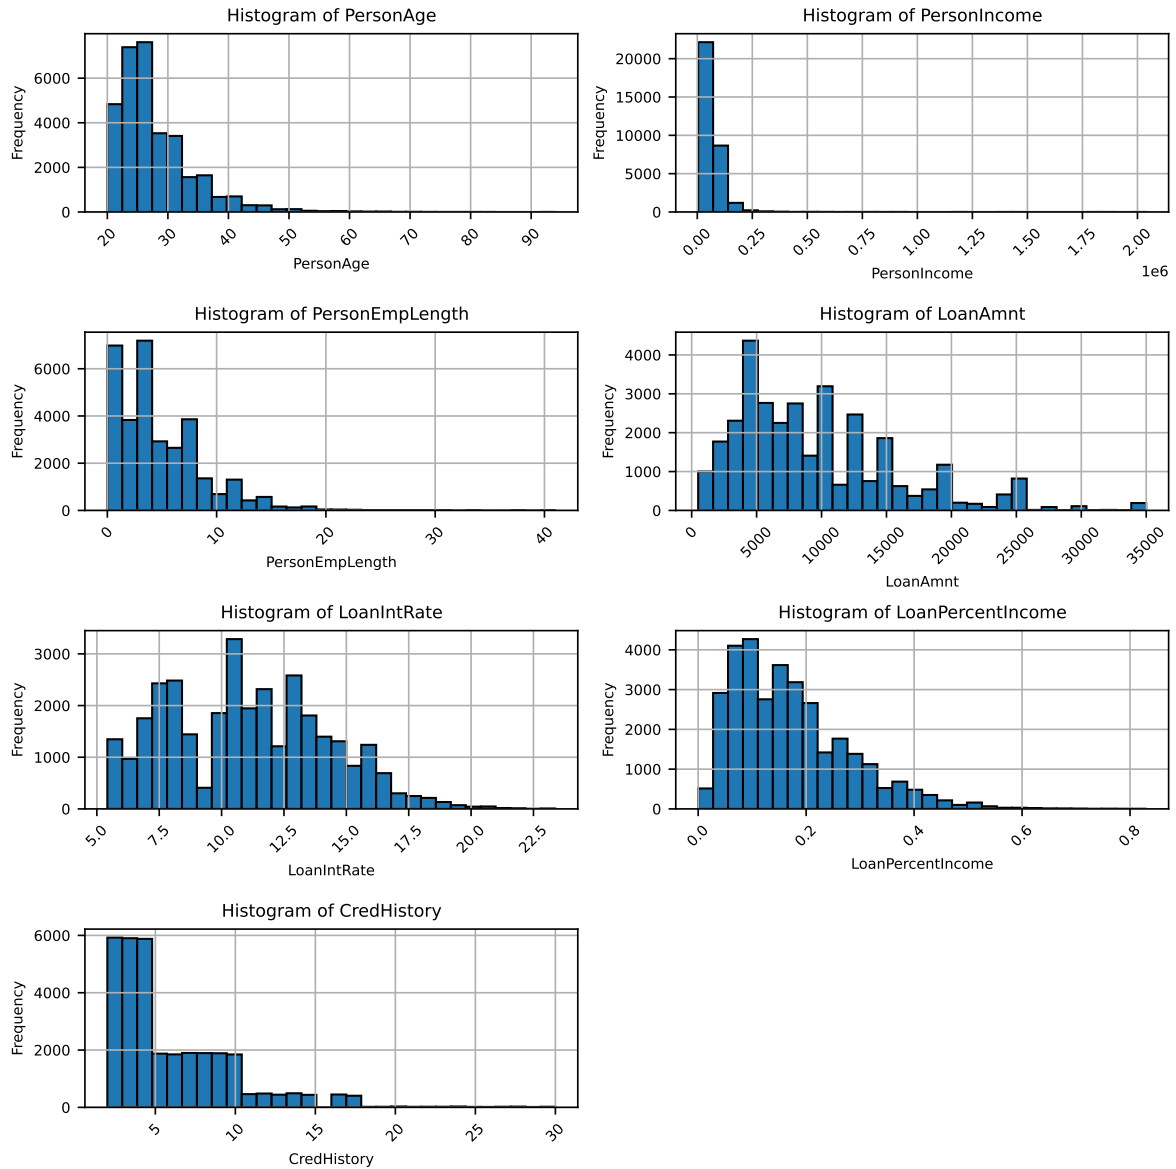 Histogram of PersonAge
Frequency
6000
4000
2000
0
20 30 40 50 60 70 80 90
PersonAge
Histogram of PersonIncome
Frequency
20000
15000
10000
5000
0
0.00 0.25 0.50 0.75 1.00 1.25 1.50 1.75 2.00
PersonIncome
1e6
Histogram of PersonEmpLength
Frequency
6000
4000
2000
0
0 10 20 30 40
PersonEmpLength
Histogram of LoanAmnt
Frequency
4000
3000
2000
1000
0
0 5000 10000 15000 20000 25000 30000 35000
LoanAmnt
Histogram of LoanIntRate
Frequency
3000
2000
1000
0
5.0 7.5 10.0 12.5 15.0 17.5 20.0 22.5
LoanIntRate
Histogram of LoanPercentIncome
Frequency
4000
3000
2000
1000
0
0.0 0.2 0.4 0.6 0.8
LoanPercentIncome
Histogram of CredHistory
Frequency
6000
4000
2000
0
5 10 15 20 25 30
CredHistory